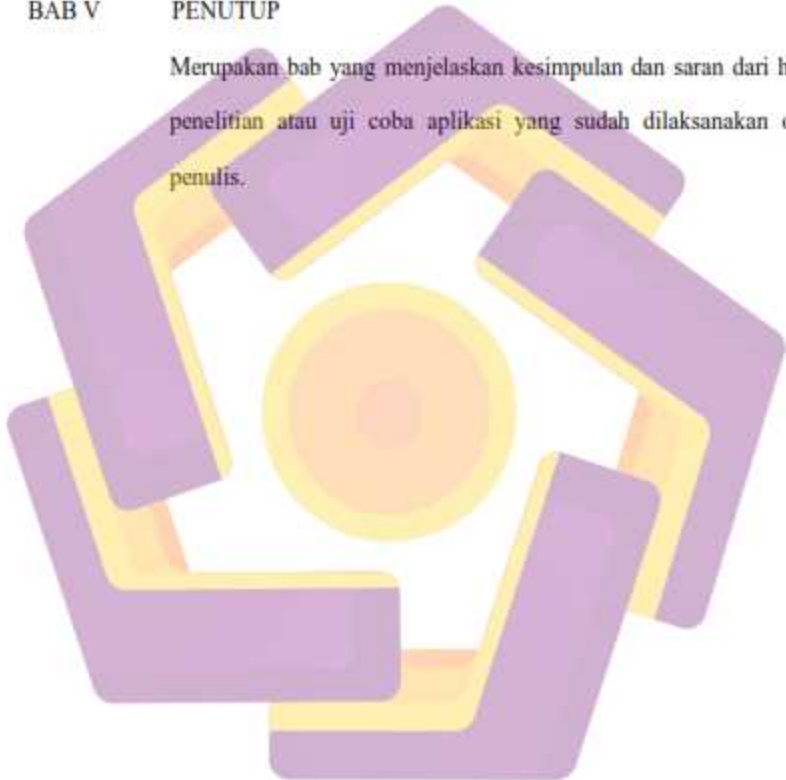 BAB V PENUTUP
Merupakan bab yang menjelaskan kesimpulan dan saran dari
penelitian atau uji coba aplikasi yang sudah dilaksanakan
penulis.